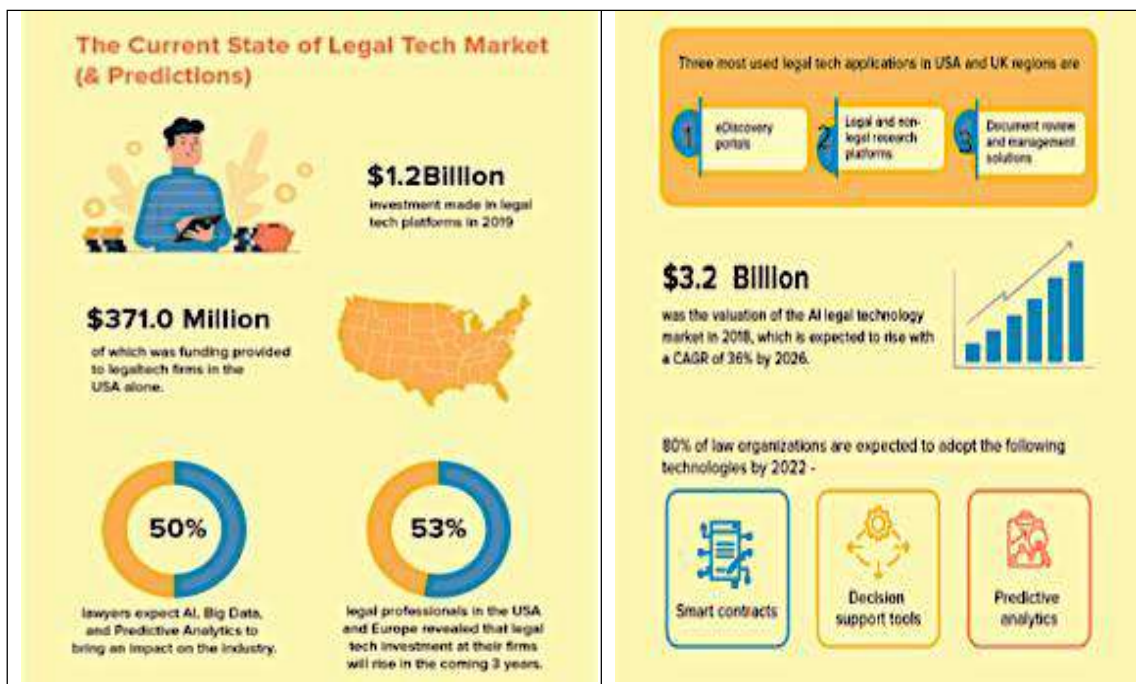 The Current State of Legal Tech Market
(& Predictions)
$1.2Billion
investment made in legal
tech platforms in 2019
$371.0 Million
of which was funding provided
to legaltech firms in the
USA alone.
50%
lawyers expect AI, Big Data,
and Predictive Analytics to
bring an impact on the industry.
53%
legal professionals in the USA
and Europe revealed that legal
tech investment at their firms
will rise in the coming 3 years.
Three most used legal tech applications in USA and UK regions are
1
eDiscovery
portals
2
Legal and non-
legal research
platforms
3
Document review
and management
solutions
$3.2 Billion
was the valuation of the AI legal technology
market in 2018, which is expected to rise with
a CAGR of 36% by 2026.
80% of law organizations are expected to adopt the following
technologies by 2022 -
Smart contracts
Decision
support tools
Predictive
analytics